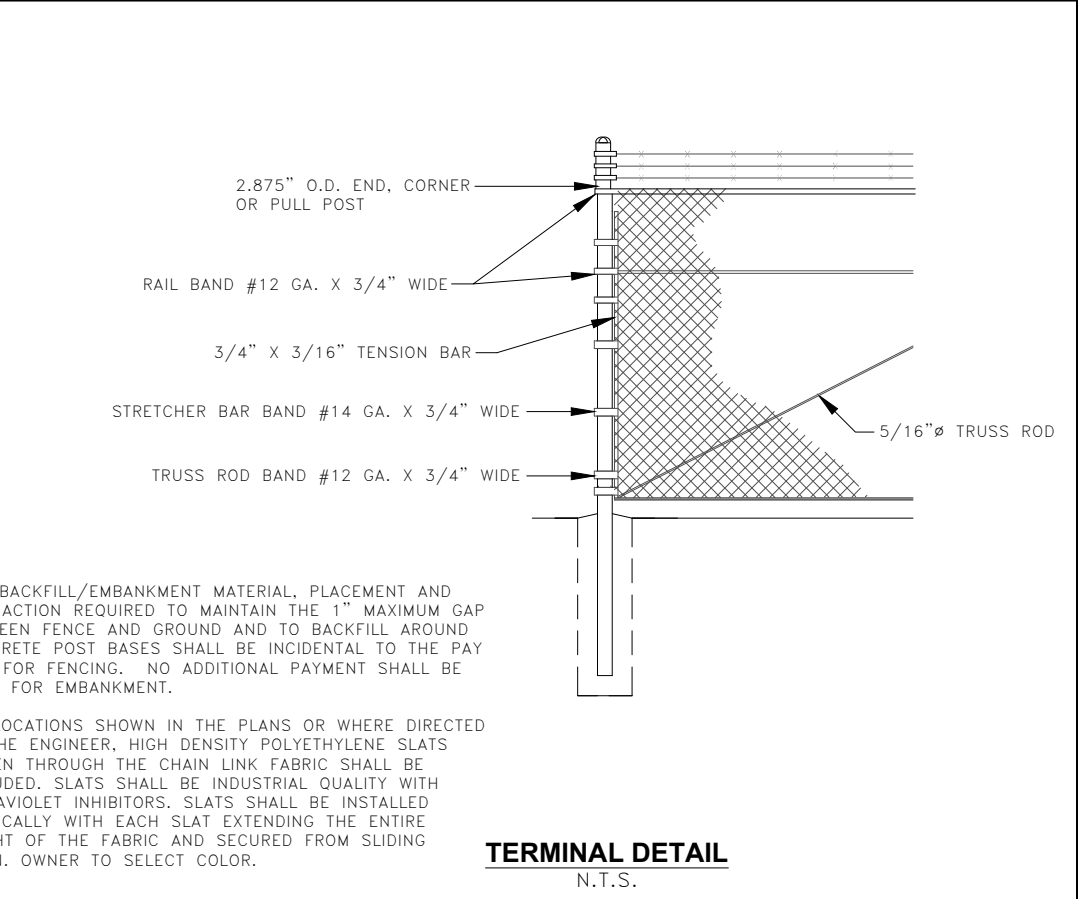 2.875” O.D. END, CORNER
OR PULL POST
RAIL BAND #12 GA. X 3/4” WIDE
3/4” X 3/16” TENSION BAR
STRETCHER BAR BAND #14 GA. X 3/4” WIDE
TRUSS ROD BAND #12 GA. X 3/4” WIDE
5/16”ø TRUSS ROD
BACKFILL/EMBANKMENT MATERIAL, PLACEMENT AND
ACTION REQUIRED TO MAINTAIN THE 1” MAXIMUM GAP
EEN FENCE AND GROUND AND TO BACKFILL AROUND
RETE POST BASES SHALL BE INCIDENTAL TO THE PAY
FOR FENCING. NO ADDITIONAL PAYMENT SHALL BE
FOR EMBANKMENT.
OCATIONS SHOWN IN THE PLANS OR WHERE DIRECTED
HE ENGINEER, HIGH DENSITY POLYETHYLENE SLATS
EN THROUGH THE CHAIN LINK FABRIC SHALL BE
UDED. SLATS SHALL BE INDUSTRIAL QUALITY WITH
AVIOLET INHIBITORS. SLATS SHALL BE INSTALLED
ICALLY WITH EACH SLAT EXTENDING THE ENTIRE
HT OF THE FABRIC AND SECURED FROM SLIDING
. OWNER TO SELECT COLOR.
TERMINAL DETAIL
N.T.S.